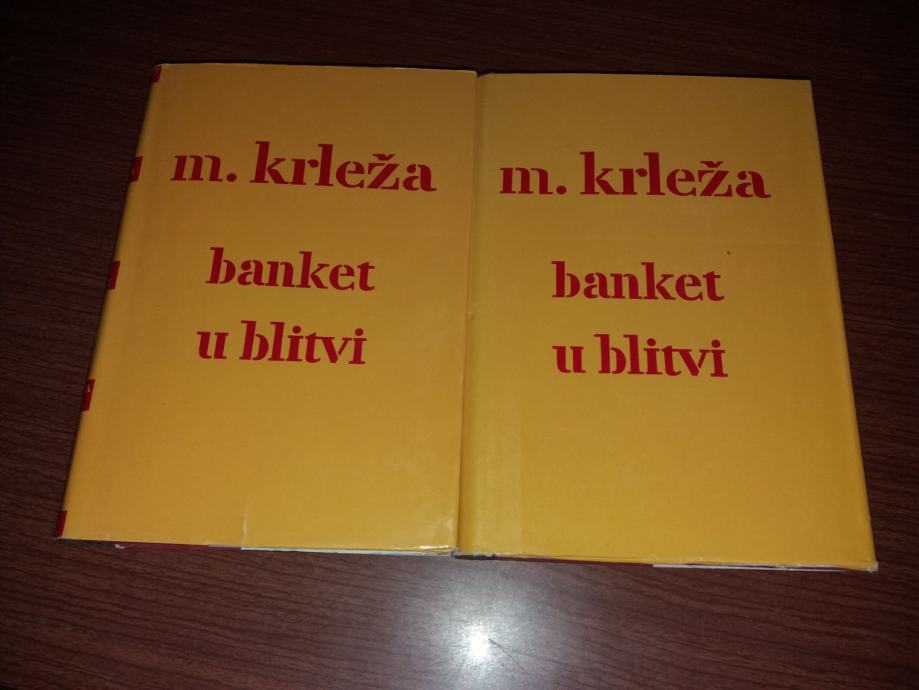 m. krleža
banket
u blitvi
m. krleža
banket
u blitvi